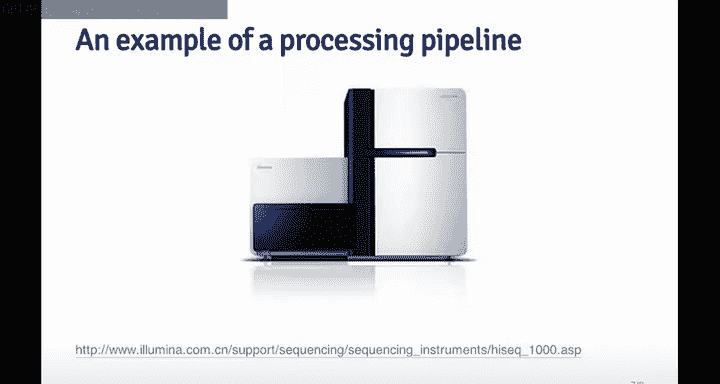 An example of a processing pipeline
http://www.illumina.com.cn/support/sequencing/sequencing_instruments/hiseq_1000.asp